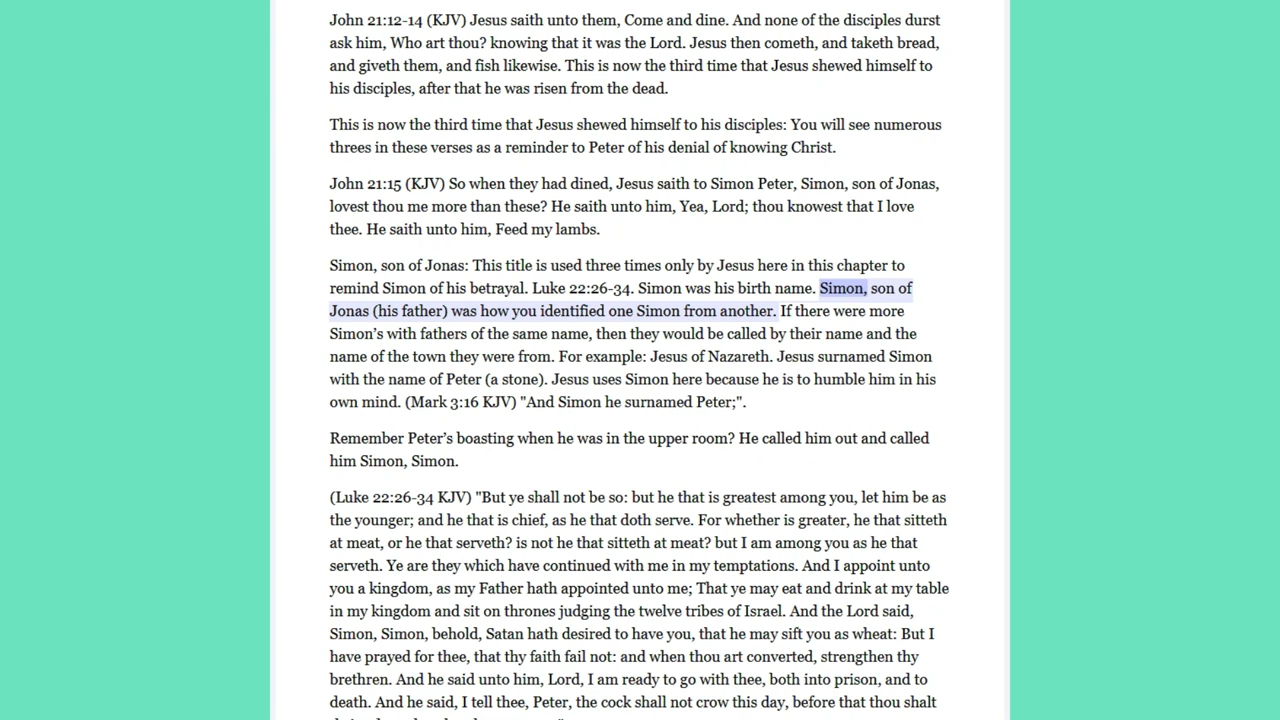 John 21:12-14 (KJV) Jesus saith unto them, Come and dine. And none of the disciples durst
ask him, Who art thou? knowing that it was the Lord. Jesus then cometh, and taketh bread,
and giveth them, and fish likewise. This is now the third time that Jesus shewed himself to
his disciples, after that he was risen from the dead.
This is now the third time that Jesus shewed himself to his disciples: You will see numerous
threes in these verses as a reminder to Peter of his denial of knowing Christ.
John 21:15 (KJV) So when they had dined, Jesus saith to Simon Peter, Simon, son of Jonas,
lovest thou me more than these? He saith unto him, Yea, Lord; thou knowest that I love
thee. He saith unto him, Feed my lambs.
Simon, son of Jonas: This title is used three times only by Jesus here in this chapter to
remind Simon of his betrayal. Luke 22:26-34. Simon was his birth name. Simon, son of
Jonas (his father) was how you identified one Simon from another. If there were more
Simon’s with fathers of the same name, then they would be called by their name and the
name of the town they were from. For example: Jesus of Nazareth. Jesus surnamed Simon
with the name of Peter (a stone). Jesus uses Simon here because he is to humble him in his
own mind. (Mark 3:16 KJV) "And Simon he surnamed Peter;".
Remember Peter’s boasting when he was in the upper room? He called him out and called
him Simon, Simon.
(Luke 22:26-34 KJV) "But ye shall not be so: but he that is greatest among you, let him be as
the younger; and he that is chief, as he that doth serve. For whether is greater, he that sitteth
at meat, or he that serveth? is not he that sitteth at meat? but I am among you as he that
serveth. Ye are they which have continued with me in my temptations. And I appoint unto
you a kingdom, as my Father hath appointed unto me; That ye may eat and drink at my table
in my kingdom and sit on thrones judging the twelve tribes of Israel. And the Lord said,
Simon, Simon, behold, Satan hath desired to have you, that he may sift you as wheat: But I
have prayed for thee, that thy faith fail not: and when thou art converted, strengthen thy
brethren. And he said unto him, Lord, I am ready to go with thee, both into prison, and to
death. And he said, I tell thee, Peter, the cock shall not crow this day, before that thou shalt